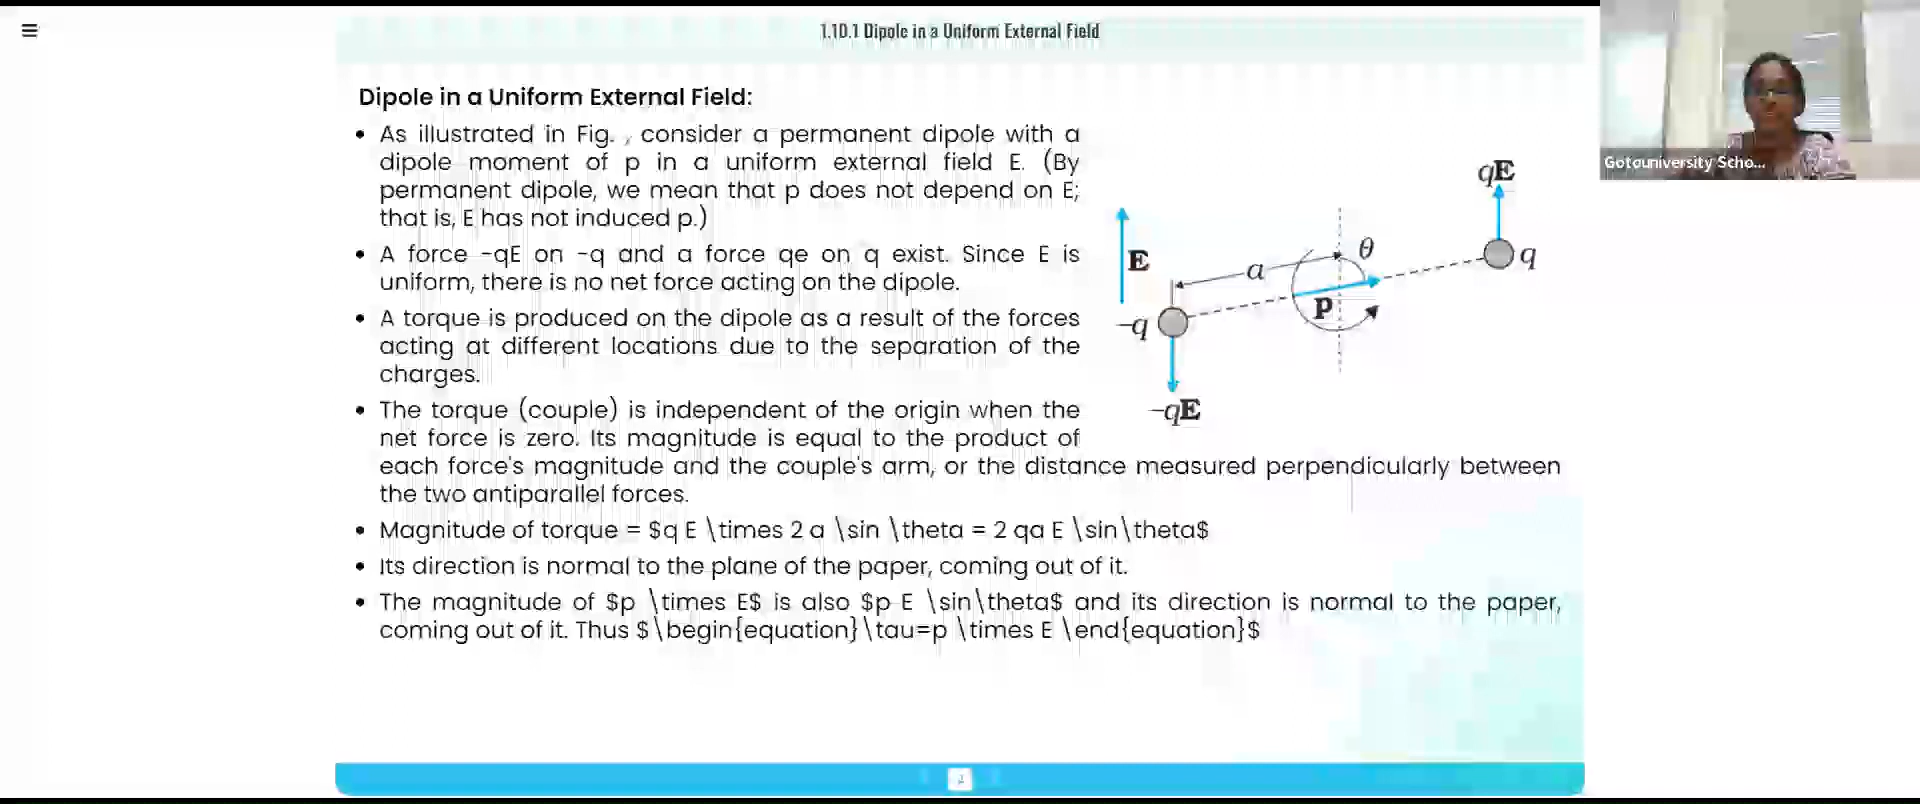 1.10.1 Dipole in a Uniform External Field
Gotouniversity Scho...
Dipole in a Uniform External Field:
• As illustrated in Fig. , consider a permanent dipole with a
dipole moment of p in a uniform external field E. (By
permanent dipole, we mean that p does not depend on E;
that is, E has not induced p.)
• A force -qE on -q and a force qe on q exist. Since E is
uniform, there is no net force acting on the dipole.
• A torque is produced on the dipole as a result of the forces
acting at different locations due to the separation of the
charges.
• The torque (couple) is independent of the origin when the
net force is zero. Its magnitude is equal to the product of
each force's magnitude and the couple's arm, or the distance measured perpendicularly between
the two antiparallel forces.
• Magnitude of torque = $q E \times 2 a \sin \theta = 2 qa E \sin\theta$
• Its direction is normal to the plane of the paper, coming out of it.
• The magnitude of $p \times E$ is also $p E \sin\theta$ and its direction is normal to the paper,
coming out of it. Thus $\begin{equation}\tau=p \times E \end{equation}$
qE
E
a
θ
q
p
-q
-qE